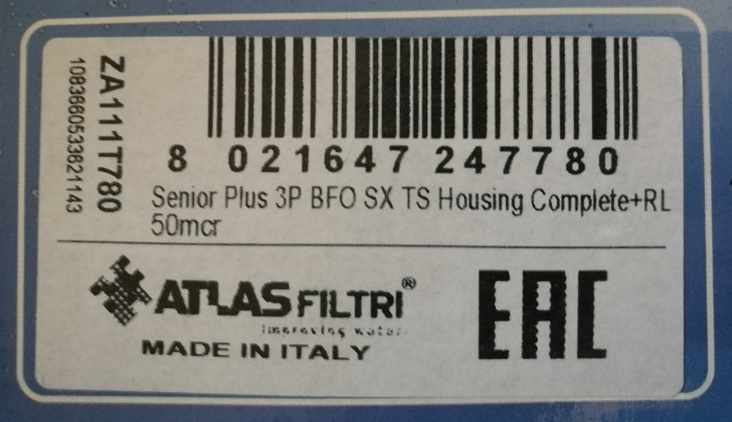 ZA111T780
1083660533621143
8 021647 247780
Senior Plus 3P BFO SX TS Housing Complete+RL
50mcr
ATLAS FILTRI®
improving water
MADE IN ITALY
EAC